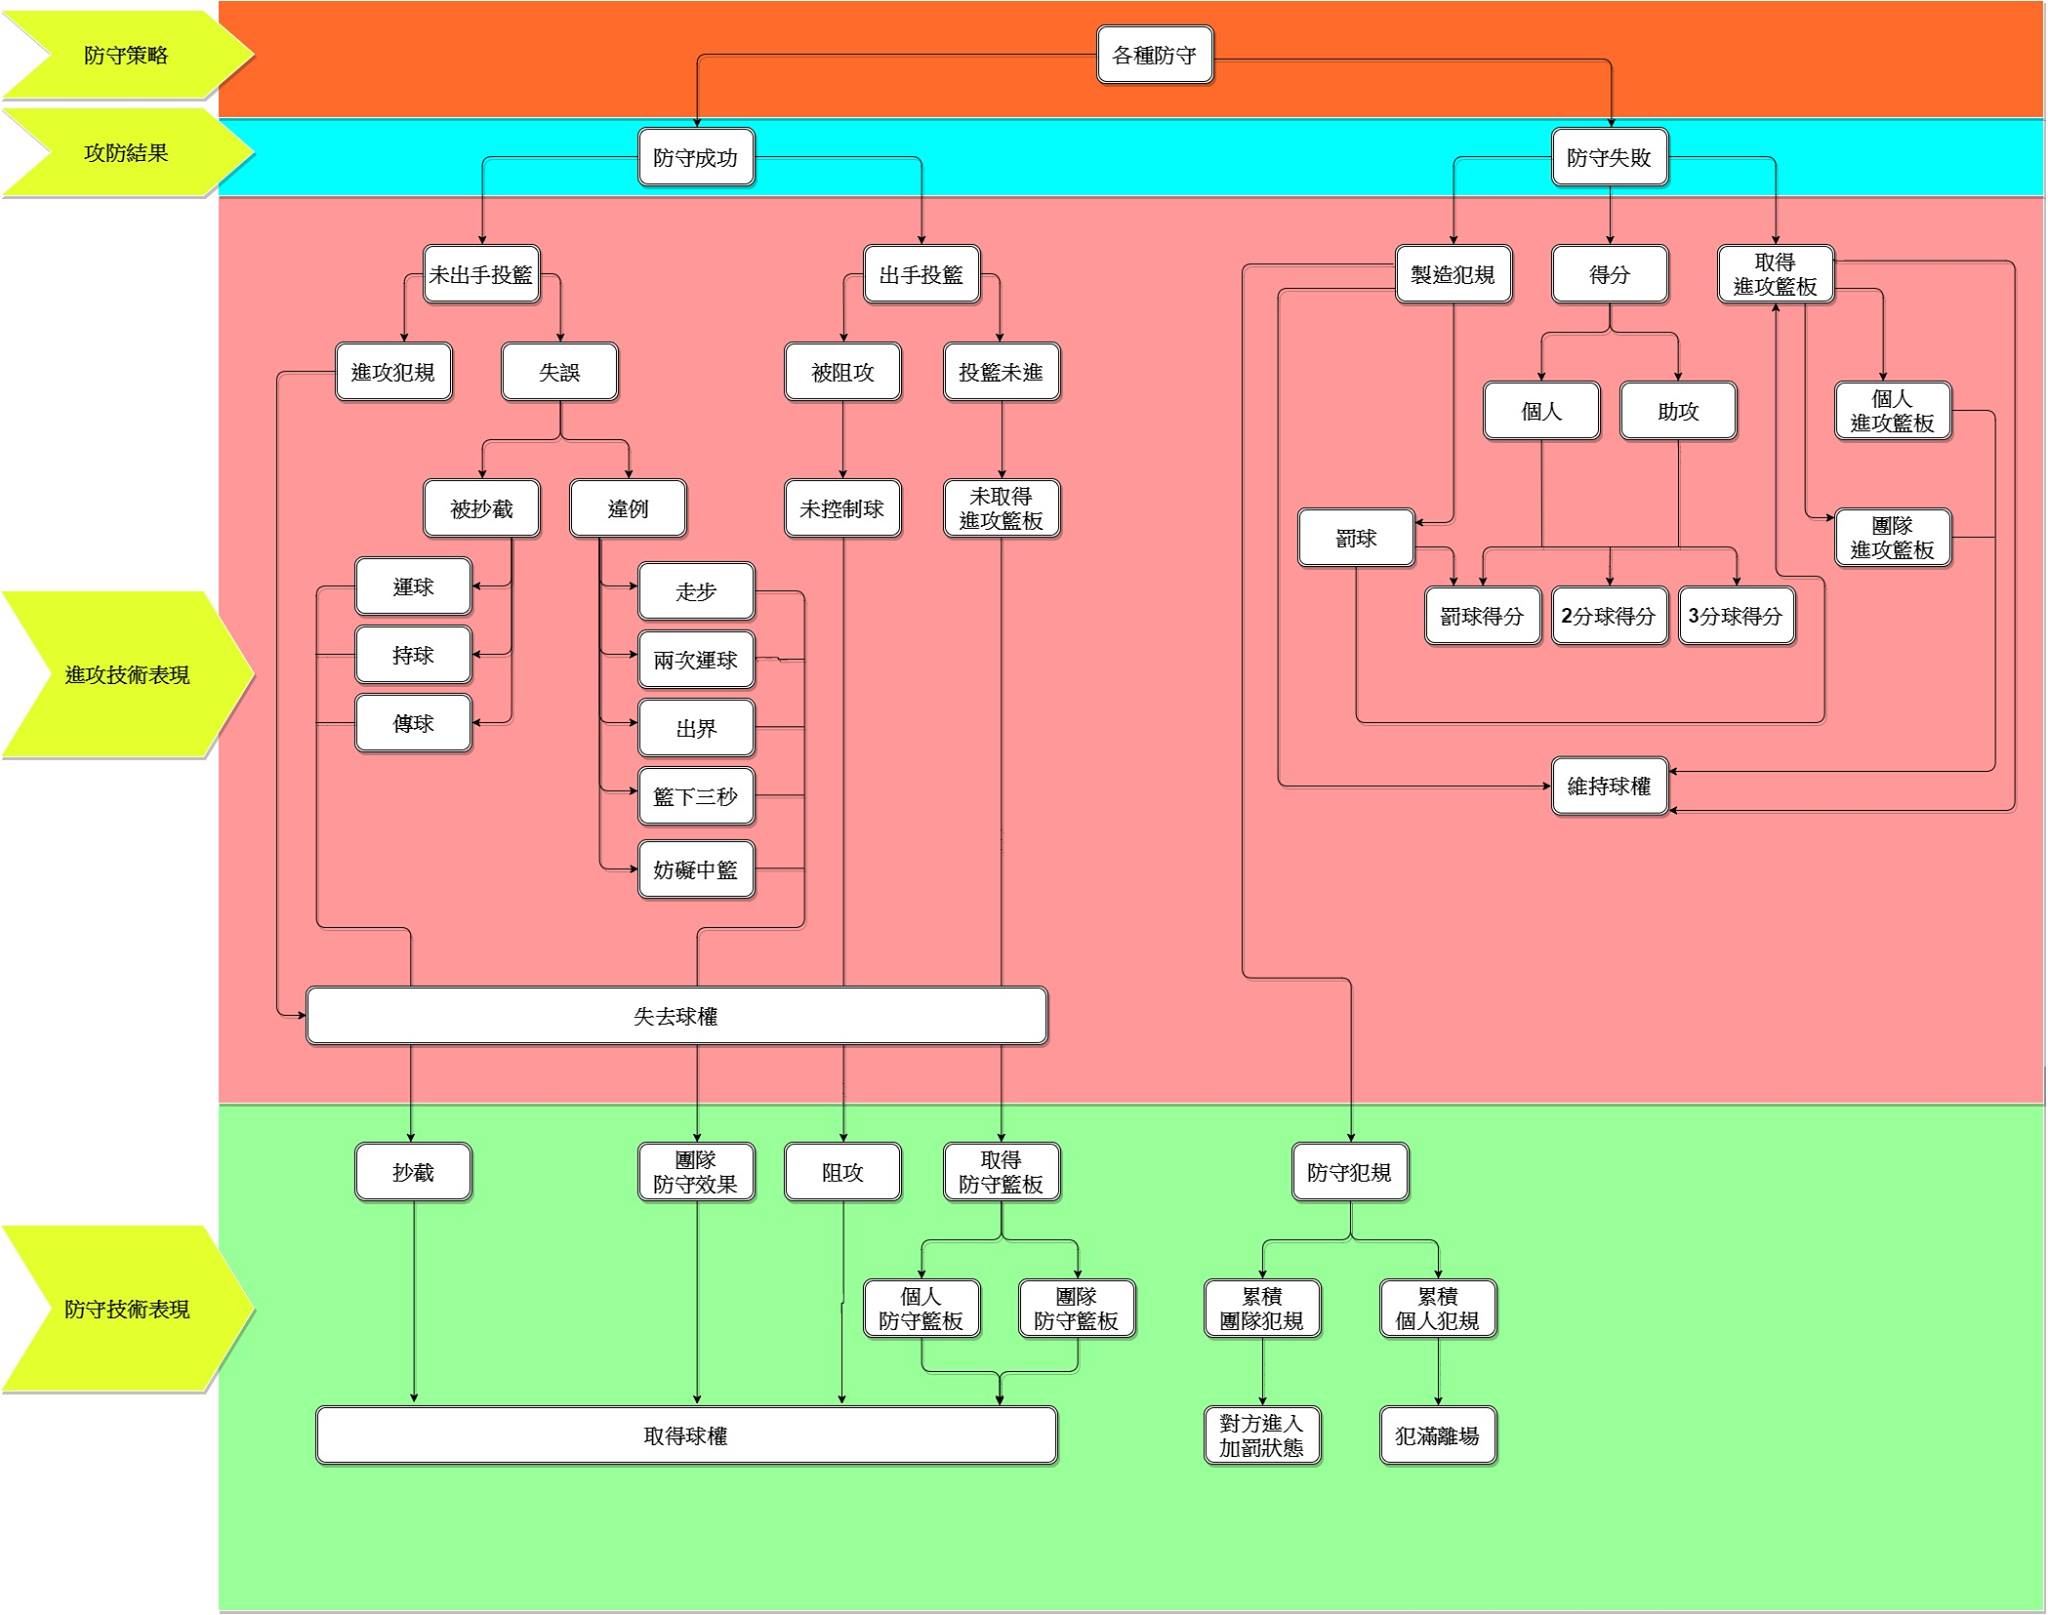 防守策略
各種防守
攻防結果
防守成功
防守失敗
進攻技術表現
未出手投籃
出手投籃
製造犯規
得分
取得
進攻籃板
進攻犯規
失誤
被阻攻
投籃未進
個人
助攻
個人
進攻籃板
被抄截
違例
未控制球
未取得
進攻籃板
罰球
團隊
進攻籃板
運球
持球
傳球
走步
兩次運球
出界
籃下三秒
妨礙中籃
罰球得分
2分球得分
3分球得分
維持球權
失去球權
防守技術表現
抄截
團隊
防守效果
阻攻
取得
防守籃板
防守犯規
個人
防守籃板
團隊
防守籃板
累積
團隊犯規
累積
個人犯規
取得球權
對方進入
加罰狀態
犯滿離場